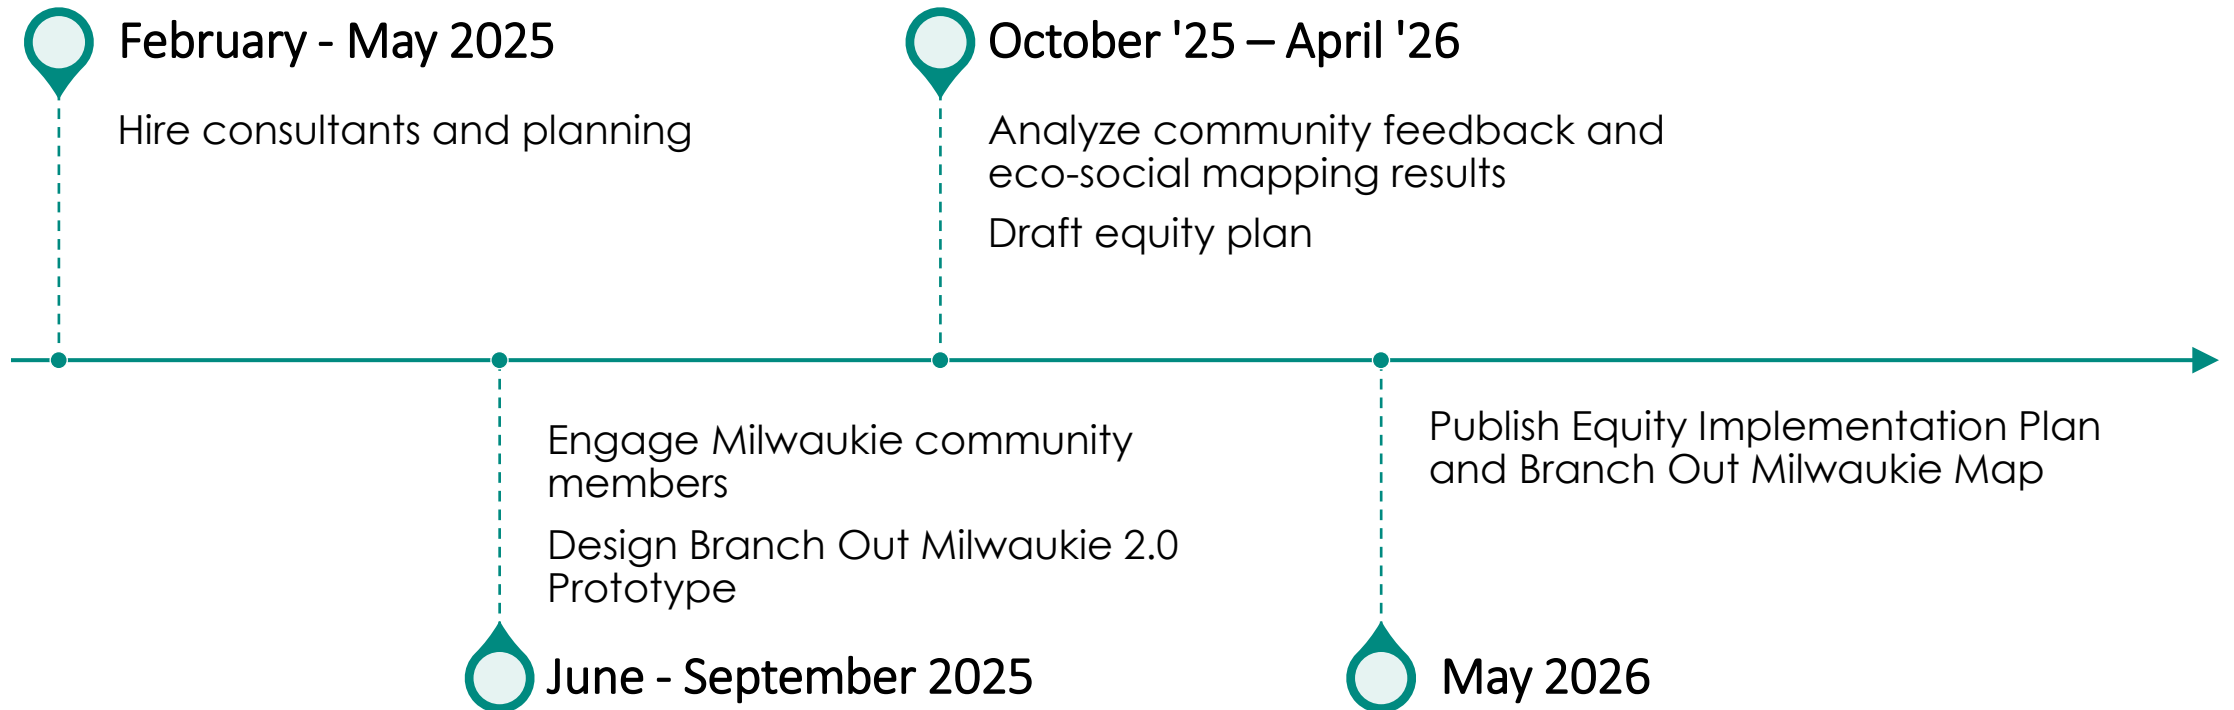 February - May 2025
Hire consultants and planning
October '25 – April '26
Analyze community feedback and
eco-social mapping results
Draft equity plan
Engage Milwaukie community
members
Design Branch Out Milwaukie 2.0
Prototype
June - September 2025
Publish Equity Implementation Plan
and Branch Out Milwaukie Map
May 2026